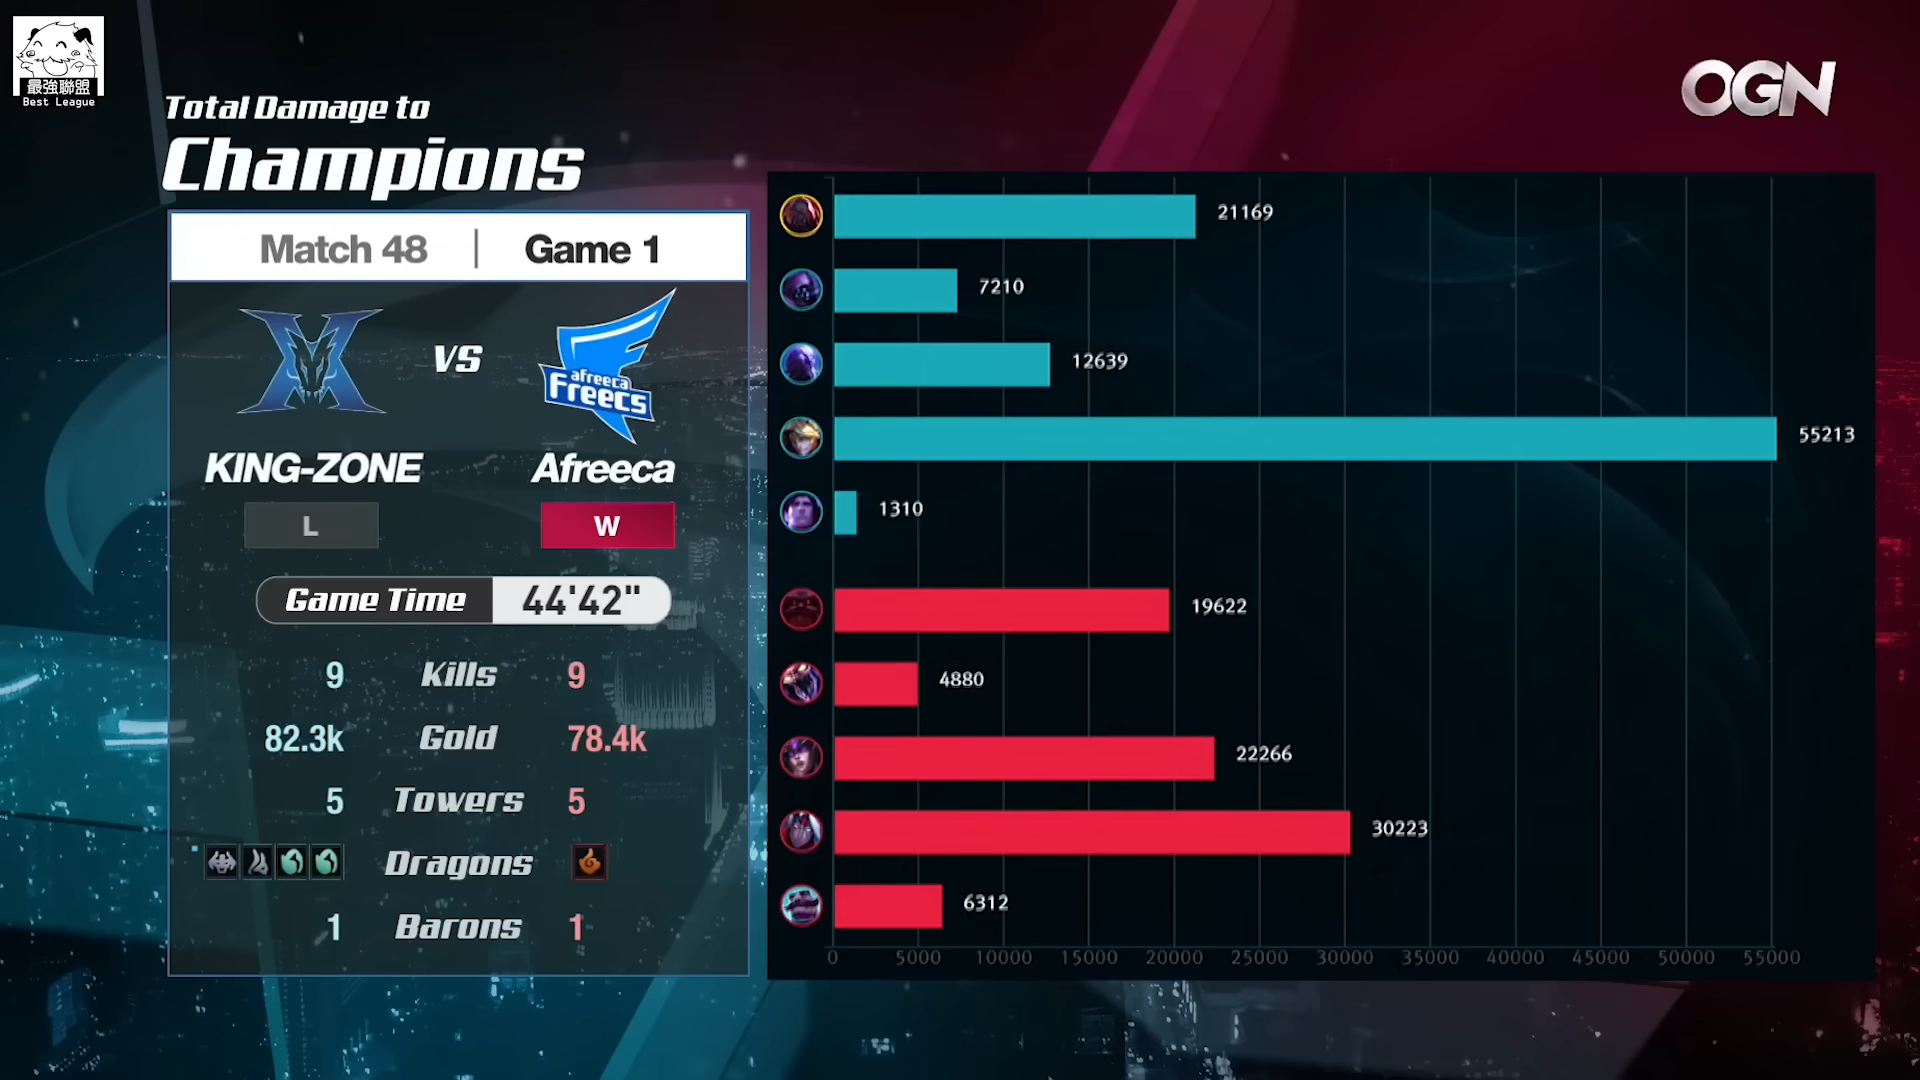 最強聯盟
Best League
OGN
Total Damage to
Champions
Match 48 | Game 1
VS
afreeca
Freecs
KING-ZONE
Afreeca
L
W
Game Time 44'42"
9 Kills 9
82.3k Gold 78.4k
5 Towers 5
Dragons
1 Barons 1
21169
7210
12639
55213
1310
19622
4880
22266
30223
6312
0 5000 10000 15000 20000 25000 30000 35000 40000 45000 50000 55000